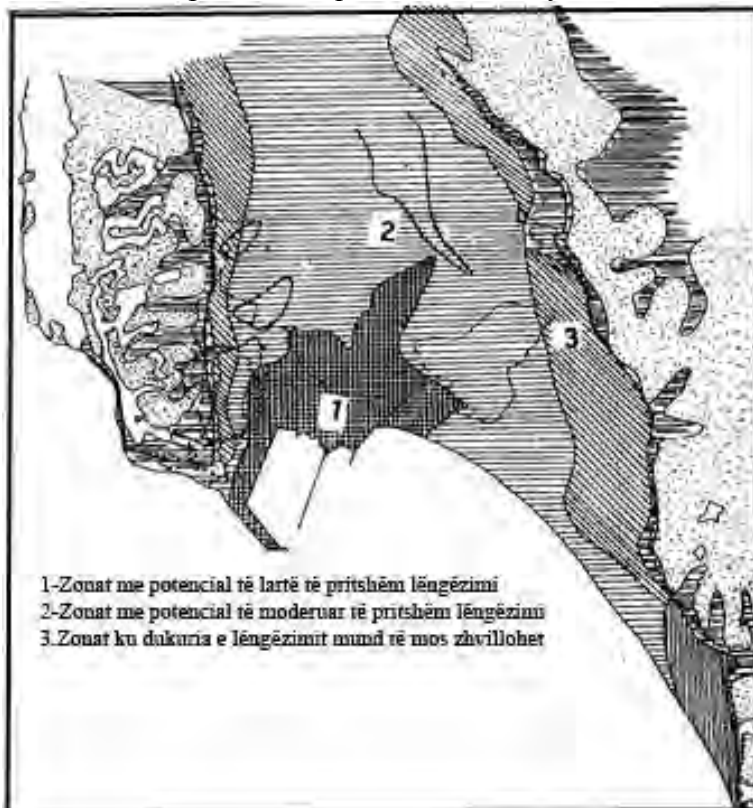 2
3
1
1-Zonat me potencial të lartë të pritshëm lëngëzimi
2-Zonat me potencial të moderuar të pritshëm lëngëzimi
3.Zonat ku dukuria e lëngëzimit mund të mos zhvillohet